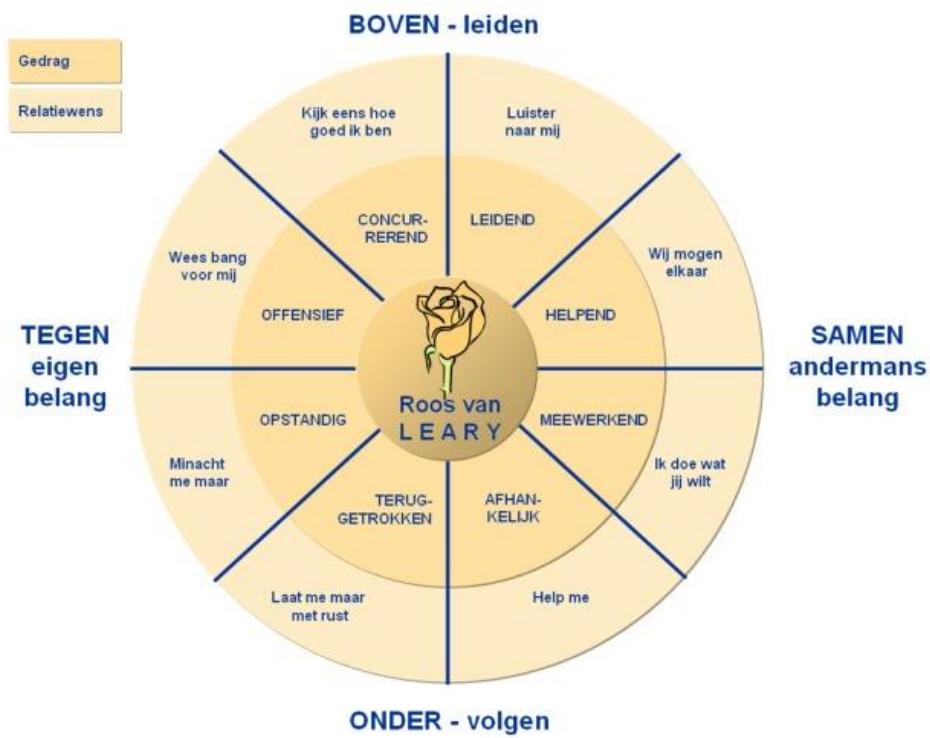 BOVEN - leiden
Gedrag
Relatiewens
Kijk eens hoe
goed ik ben
Luister
naar mij
CONCUR-
REREND
LEIDEND
Wees bang
voor mij
Wij mogen
elkaar
OFFENSIEF
HELPEND
TEGEN
eigen
belang
SAMEN
andermans
belang
Roos van
LEARY
OPSTANDIG
MEEWERKEND
Minacht
me maar
Ik doe wat
jij wilt
TERUG-
GETROKKEN
AFHAN-
KELIJK
Laat me maar
met rust
Help me
ONDER - volgen